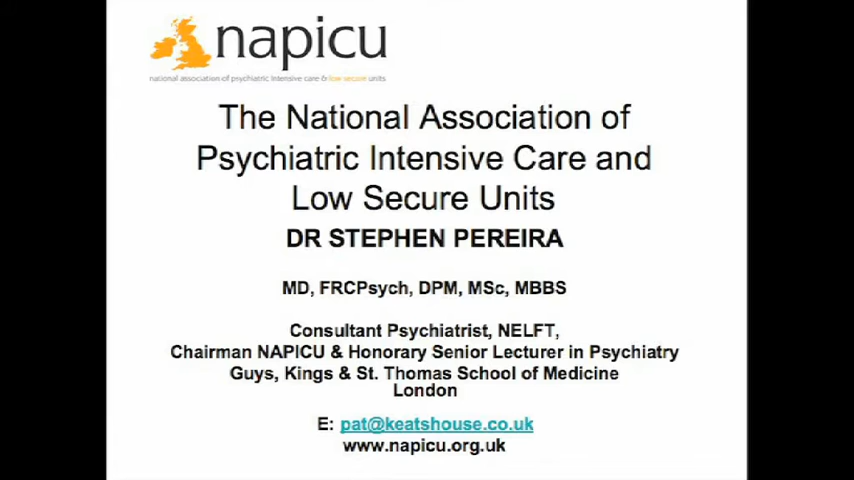 napicu
national association of psychiatric intensive care & low secure units
The National Association of
Psychiatric Intensive Care and
Low Secure Units
DR STEPHEN PEREIRA
MD, FRCPsych, DPM, MSc, MBBS
Consultant Psychiatrist, NELFT,
Chairman NAPICU & Honorary Senior Lecturer in Psychiatry
Guys, Kings & St. Thomas School of Medicine
London
E: pat@keatshouse.co.uk
www.napicu.org.uk